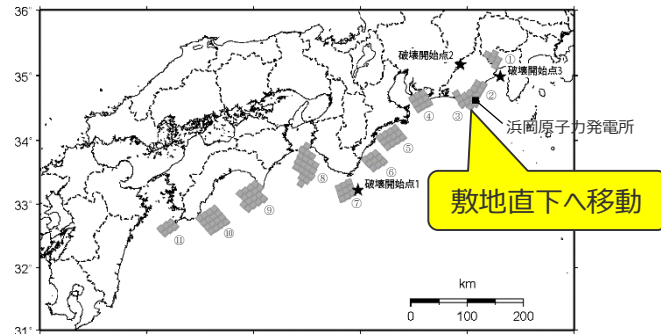 36°
35°
34°
33°
32°
31°
破壊開始点2
①
破壊開始点3
②
③
④
浜岡原子力発電所
⑤
⑥
⑧
破壊開始点1
⑦
⑨
⑩
⑪
敷地直下へ移動
km
0 100 200